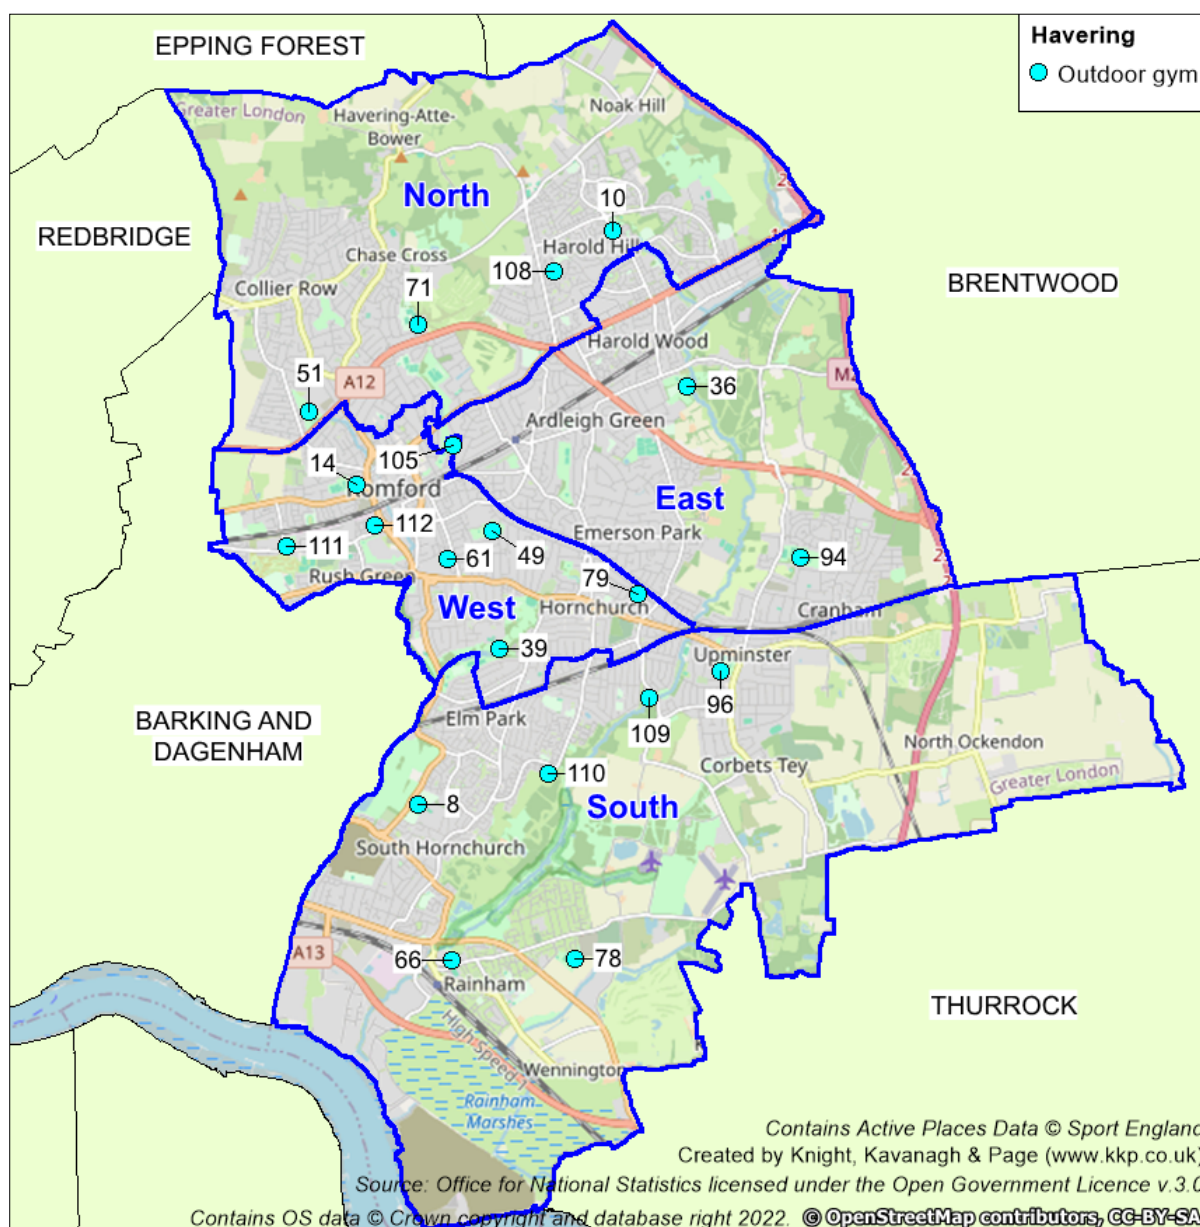 EPPING FOREST
Havering
Outdoor gym
Noak Hill
Greater London
Havering-Atte-
Bower
North
10
REDBRIDGE
Harold Hill
Chase Cross
108
BRENTWOOD
71
Collier Row
Harold Wood
51
A12
36
Ardleigh Green
105
14
Romford
East
112
Emerson Park
111
49
94
61
Rush Green
79
West
Hornchurch
Cranham
39
Upminster
96
BARKING AND
DAGENHAM
Elm Park
109
North Ockendon
Corbets Tey
110
Greater London
8
South
South Hornchurch
A13
66
78
Rainham
THURROCK
High Speed 1
Wennington
Rainham
Marshes
Contains Active Places Data © Sport England
Created by Knight, Kavanagh & Page (www.kkp.co.uk)
Source: Office for National Statistics licensed under the Open Government Licence v.3.0
Contains OS data © Crown copyright and database right 2022. © OpenStreetMap contributors, CC-BY-SA